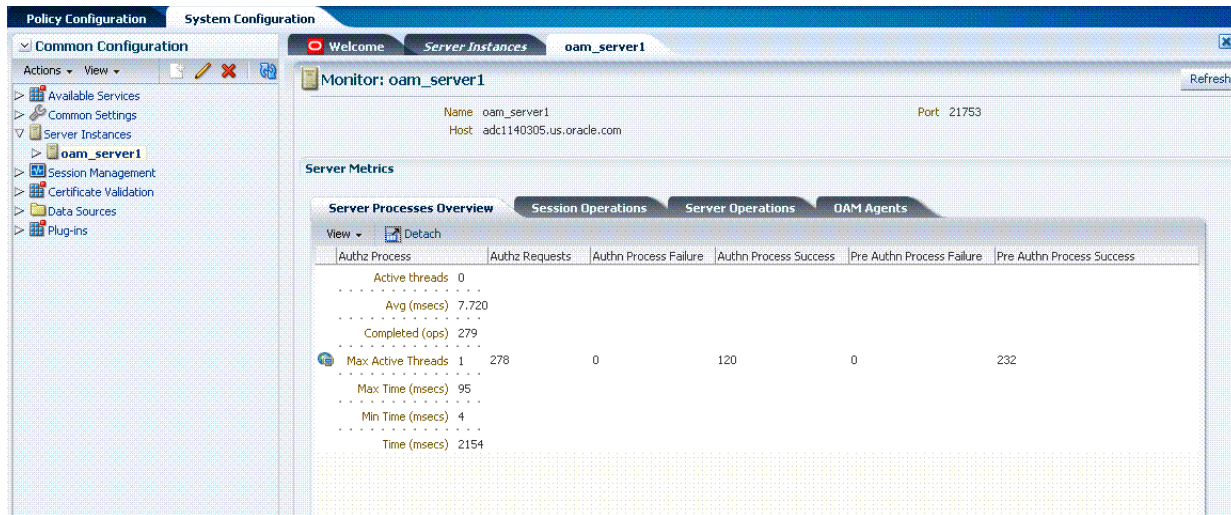 Policy Configuration System Configuration
Common Configuration
Actions View
Available Services
Common Settings
Server Instances
oam_server1
Session Management
Certificate Validation
Data Sources
Plug-ins
Welcome Server Instances oam_server1
Monitor: oam_server1 Refresh
Name oam_server1 Port 21753
Host adc1140305.us.oracle.com
Server Metrics
Server Processes Overview Session Operations Server Operations OAM Agents
View Detach
Authz Process Authz Requests Authn Process Failure Authn Process Success Pre Authn Process Failure Pre Authn Process Success
Active threads 0
Avg (msecs) 7.720
Completed (ops) 279
Max Active Threads 1 278 0 120 0 232
Max Time (msecs) 95
Min Time (msecs) 4
Time (msecs) 2154